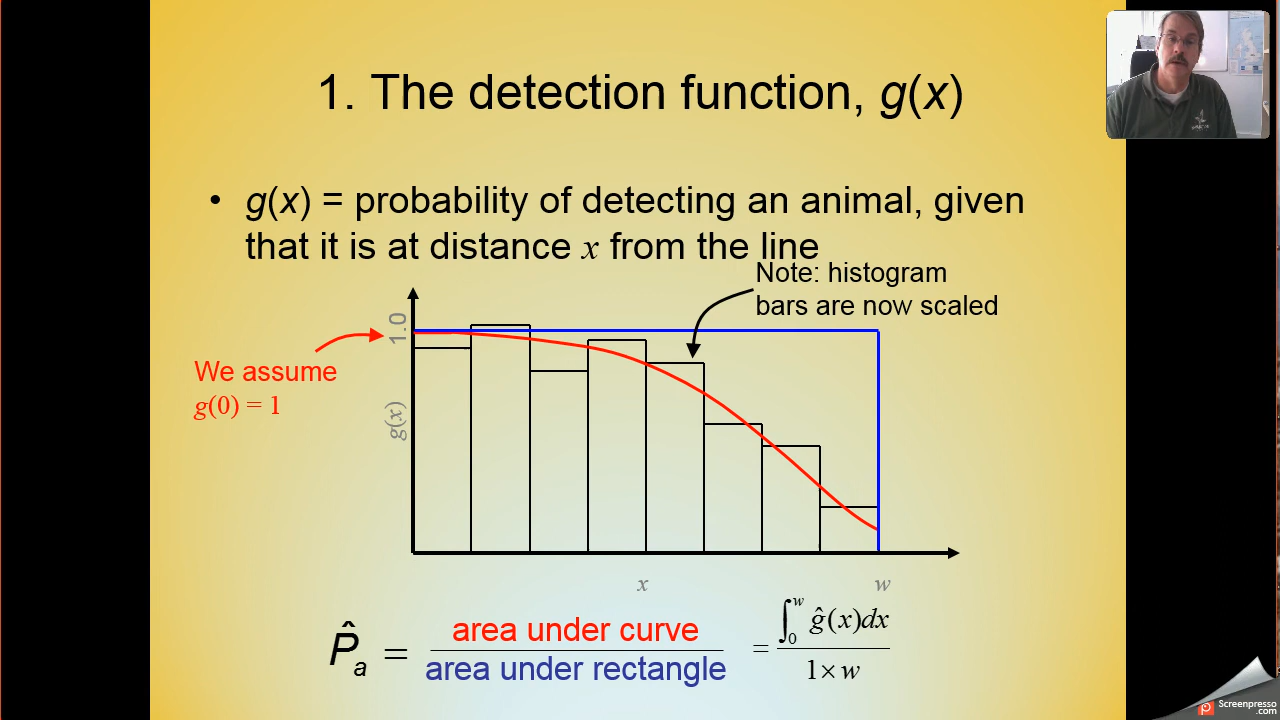 1. The detection function, g(x)
• g(x) = probability of detecting an animal, given
that it is at distance x from the line
Note: histogram
bars are now scaled
1.0
We assume
g(0) = 1
g(x)
x
w
P̂a = area under curve / area under rectangle = ∫₀ʷ ĝ(x)dx / 1 × w
Screenpresso
.com